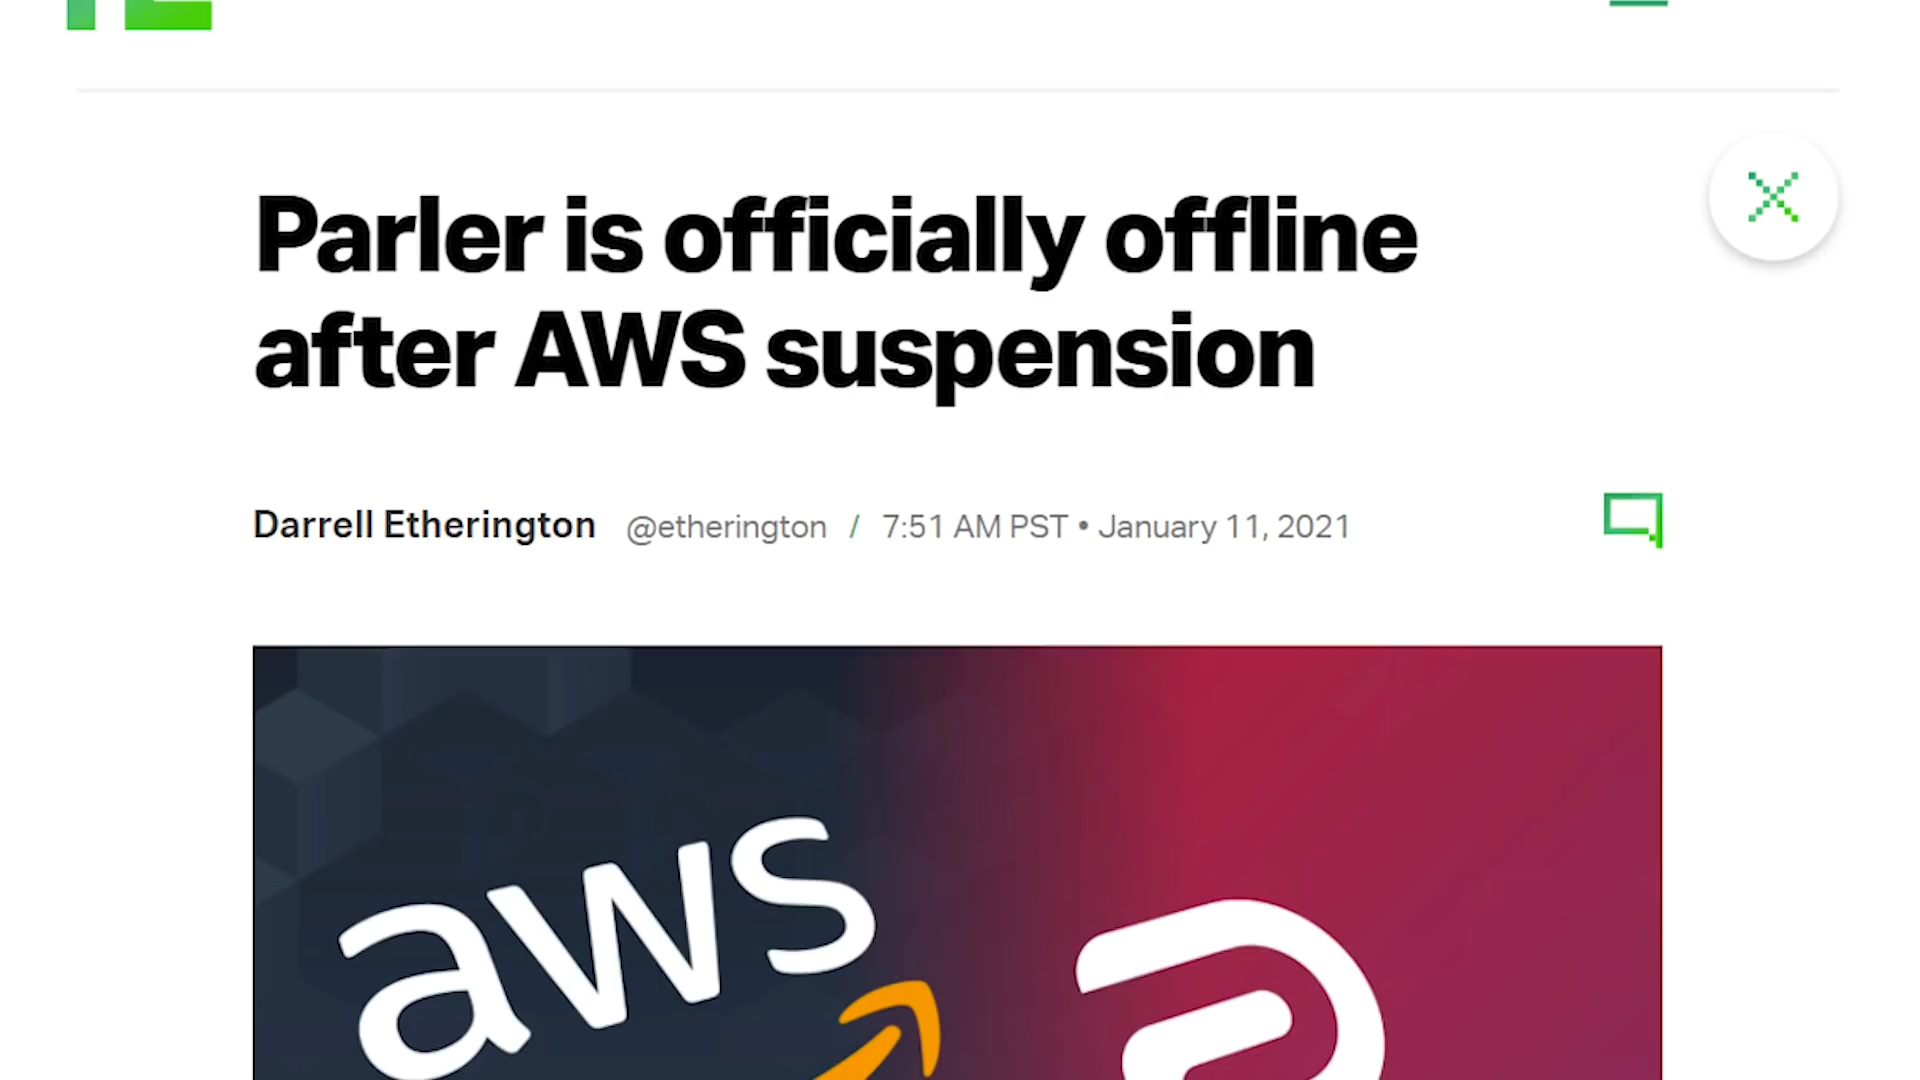 Parler is officially offline
after AWS suspension
Darrell Etherington @etherington / 7:51 AM PST • January 11, 2021
aws